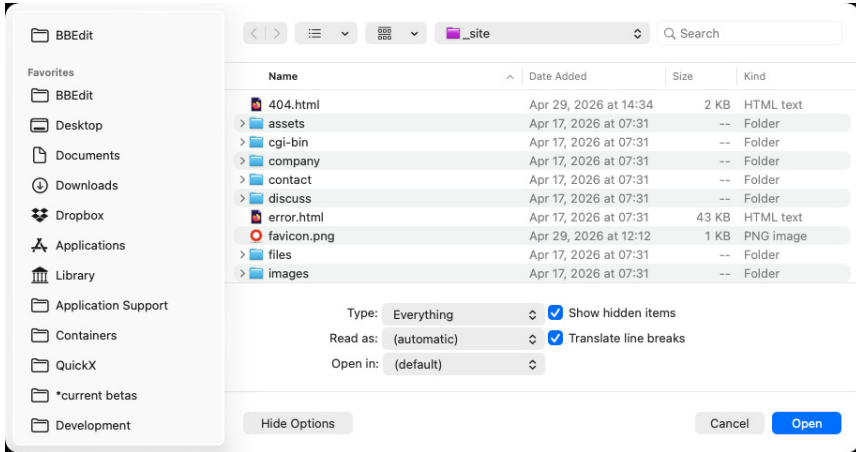 BBEdit
Favorites
BBEdit
Desktop
Documents
Downloads
Dropbox
Applications
Library
Application Support
Containers
QuickX
*current betas
Development
_site
Search
Name Date Added Size Kind
404.html Apr 29, 2026 at 14:34 2 KB HTML text
assets Apr 17, 2026 at 07:31 -- Folder
cgi-bin Apr 17, 2026 at 07:31 -- Folder
company Apr 17, 2026 at 07:31 -- Folder
contact Apr 17, 2026 at 07:31 -- Folder
discuss Apr 17, 2026 at 07:31 -- Folder
error.html Apr 17, 2026 at 07:31 43 KB HTML text
favicon.png Apr 29, 2026 at 12:12 1 KB PNG image
files Apr 17, 2026 at 07:31 -- Folder
images Apr 17, 2026 at 07:31 -- Folder
Type: Everything Show hidden items
Read as: (automatic) Translate line breaks
Open in: (default)
Hide Options Cancel Open